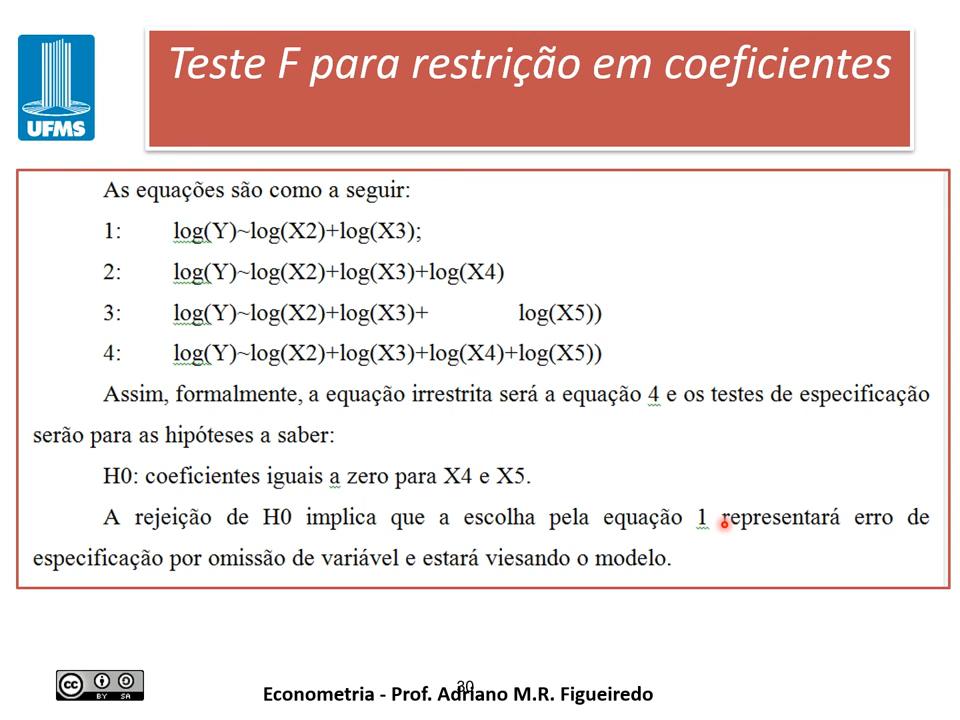 UFMS
Teste F para restrição em coeficientes
As equações são como a seguir:
1: log(Y)~log(X2)+log(X3);
2: log(Y)~log(X2)+log(X3)+log(X4)
3: log(Y)~log(X2)+log(X3)+ log(X5))
4: log(Y)~log(X2)+log(X3)+log(X4)+log(X5))
Assim, formalmente, a equação irrestrita será a equação 4 e os testes de especificação
serão para as hipóteses a saber:
H0: coeficientes iguais a zero para X4 e X5.
A rejeição de H0 implica que a escolha pela equação 1 representará erro de
especificação por omissão de variável e estará viesando o modelo.
cc BY SA
30
Econometria - Prof. Adriano M.R. Figueiredo